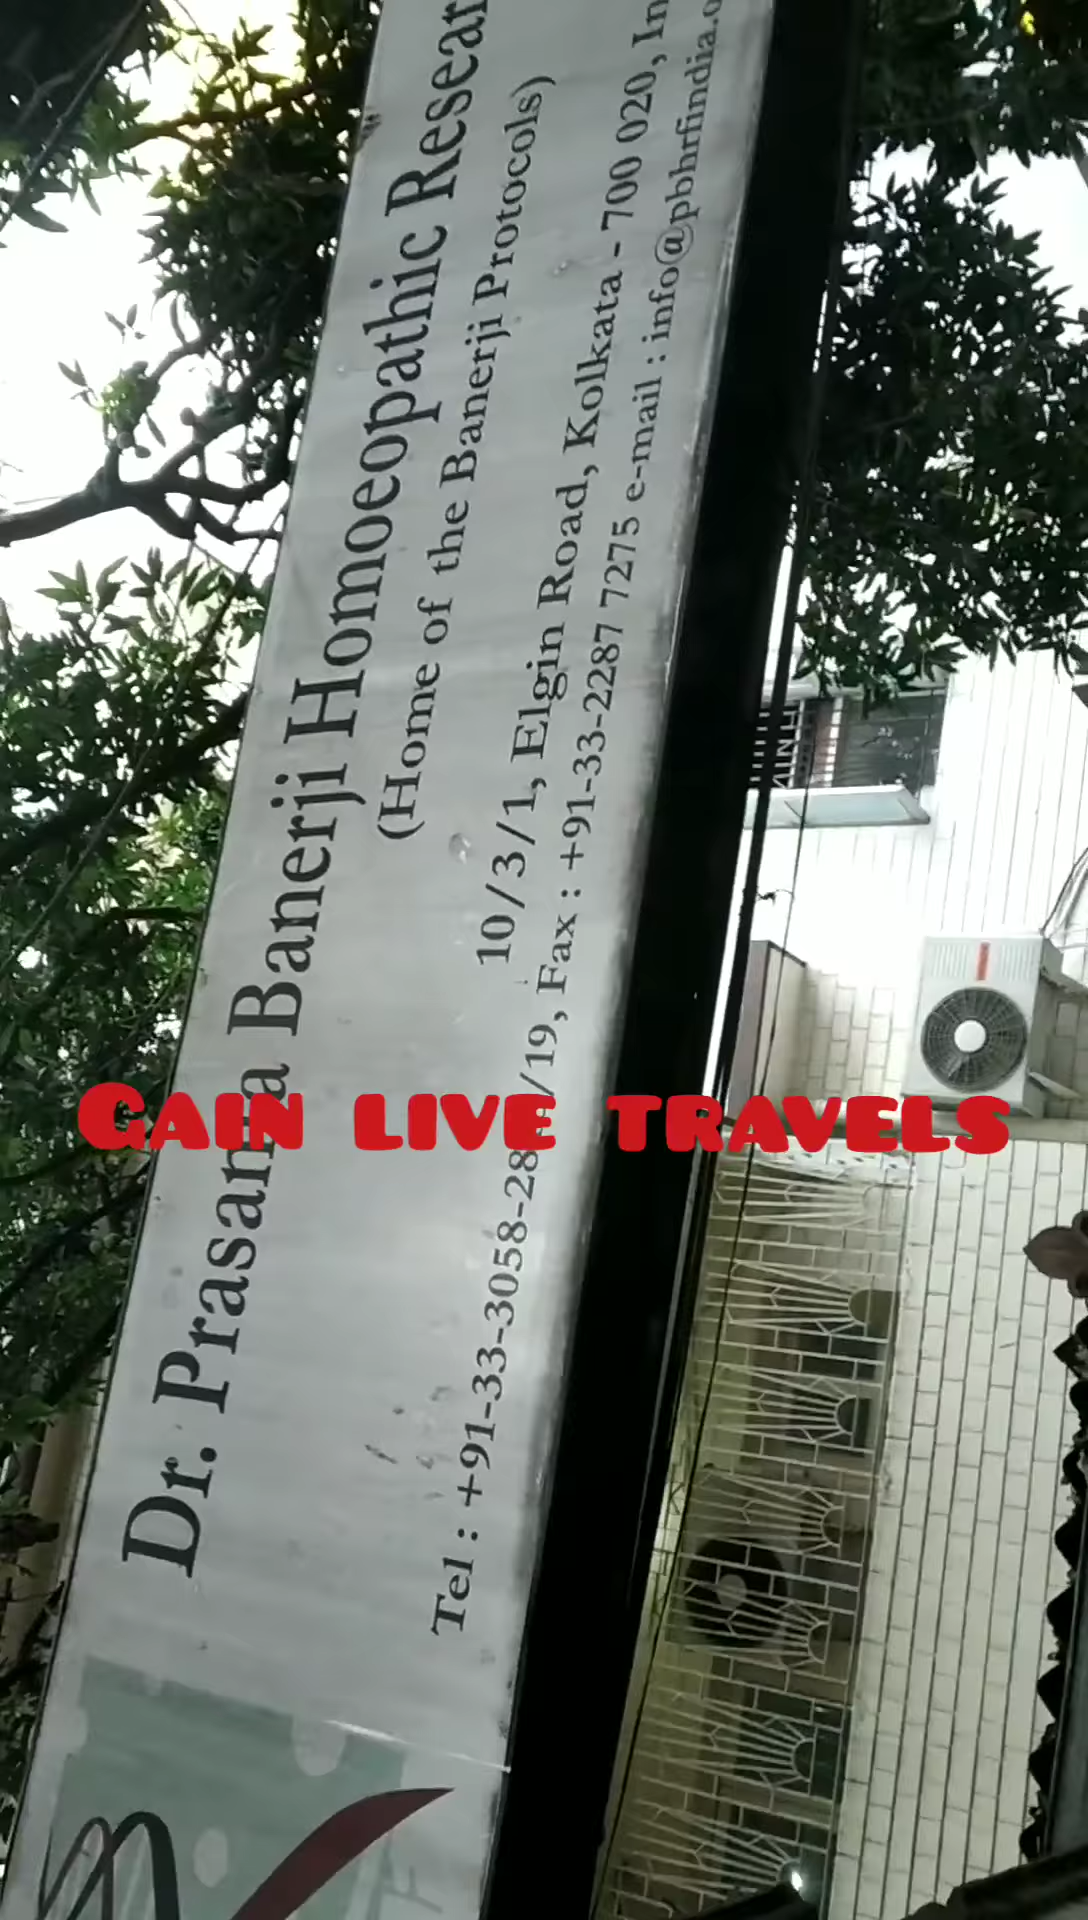 Dr. Prasanta Banerji Homoeopathic Resear
(Home of the Banerji Protocols)
10/3/1, Elgin Road, Kolkata - 700 020, In
Tel : +91-33-3058-28 /19, Fax : +91-33-2287 7275 e-mail : info@pbhrfindia.o
GAIN LIVE TRAVELS